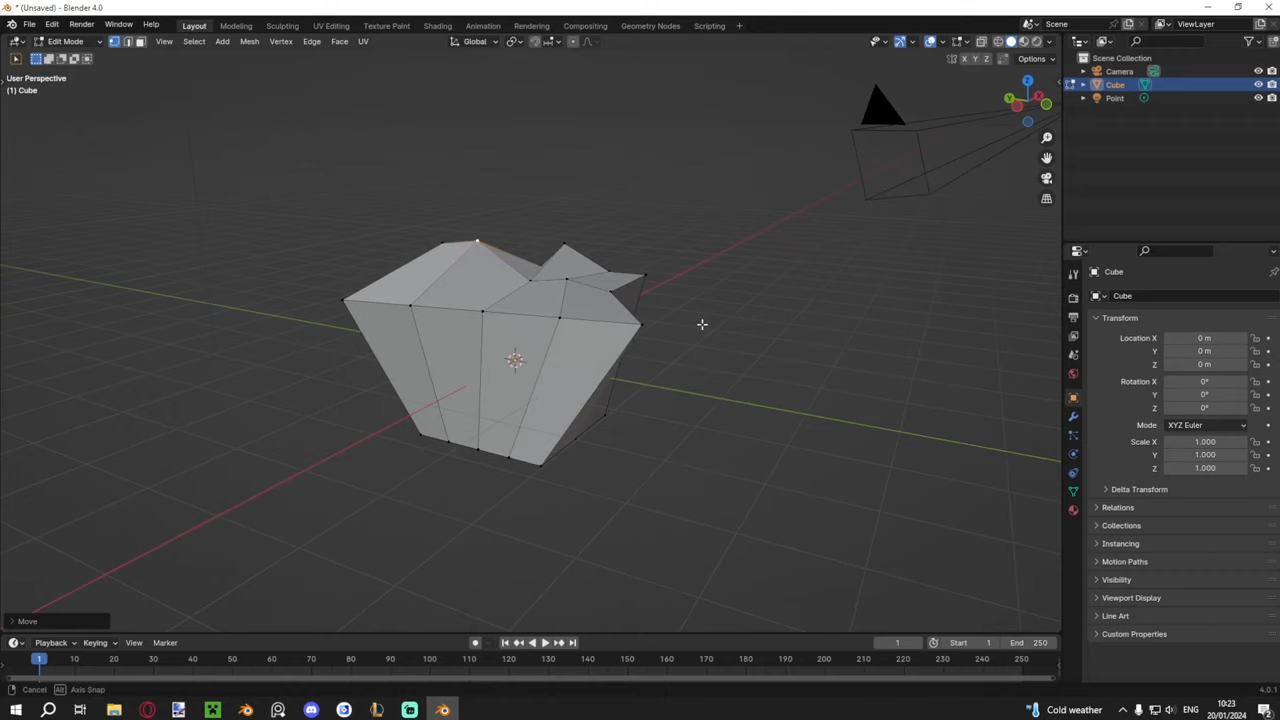 * (Unsaved) - Blender 4.0
File Edit Render Window Help Layout Modeling Sculpting UV Editing Texture Paint Shading Animation Rendering Compositing Geometry Nodes Scripting + Scene ViewLayer
Edit Mode View Select Add Mesh Vertex Edge Face UV Global
X Y Z Options
User Perspective
(1) Cube
Z
Y X
Scene Collection
Camera
Cube
Point
Cube
Cube
Transform
Location X 0 m
Y 0 m
Z 0 m
Rotation X 0°
Y 0°
Z 0°
Mode XYZ Euler
Scale X 1.000
Y 1.000
Z 1.000
Delta Transform
Relations
Collections
Instancing
Motion Paths
Visibility
Viewport Display
Line Art
Custom Properties
Move
Playback Keying View Marker 1 Start 1 End 250
1 10 20 30 40 50 60 70 80 90 100 110 120 130 140 150 160 170 180 190 200 210 220 230 240 250
Cancel Alt Axis Snap 4.0.1
Cold weather ENG 10:23
20/01/2024